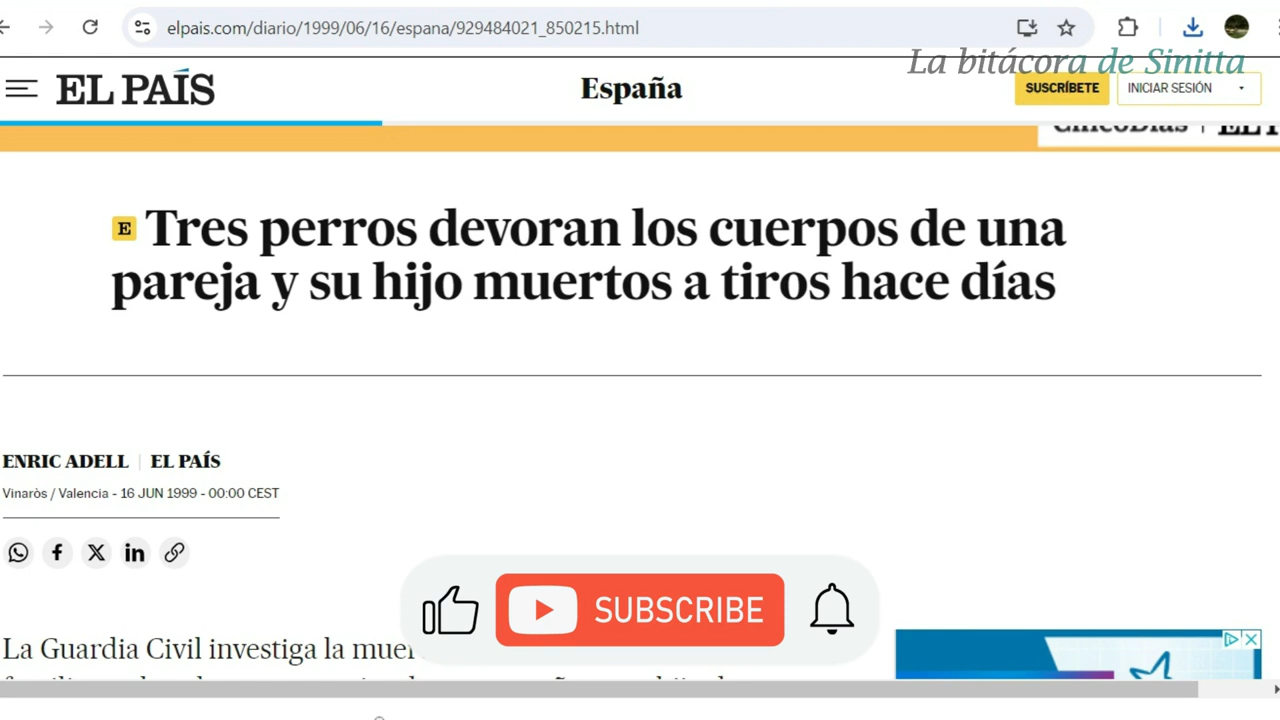 elpais.com/diario/1999/06/16/espana/929484021_850215.html
La bitácora de Sinitta
EL PAÍS
España
SUSCRÍBETE
INICIAR SESIÓN
CincoDías
E Tres perros devoran los cuerpos de una
pareja y su hijo muertos a tiros hace días
ENRIC ADELL | EL PAÍS
Vinaròs / Valencia - 16 JUN 1999 - 00:00 CEST
SUBSCRIBE
La Guardia Civil investiga la